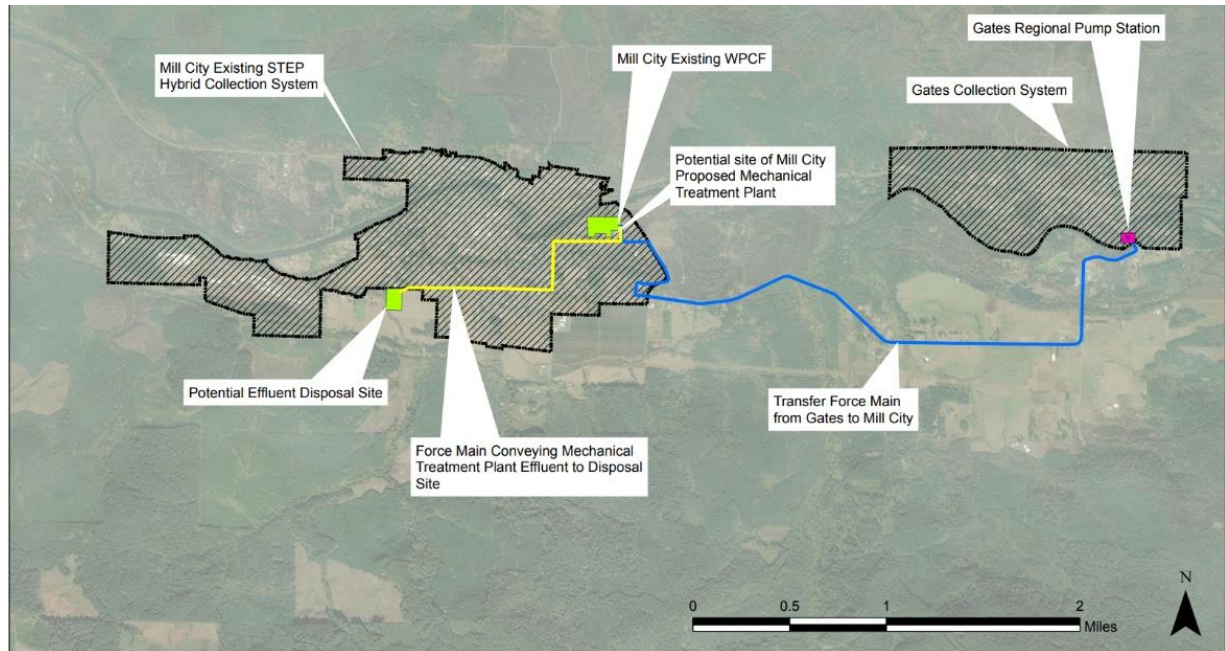 Gates Regional Pump Station
Mill City Existing WPCF
Mill City Existing STEP
Hybrid Collection System
Gates Collection System
Potential site of Mill City
Proposed Mechanical
Treatment Plant
Potential Effluent Disposal Site
Transfer Force Main
from Gates to Mill City
Force Main Conveying Mechanical
Treatment Plant Effluent to Disposal
Site
N
0 0.5 1 2
Miles